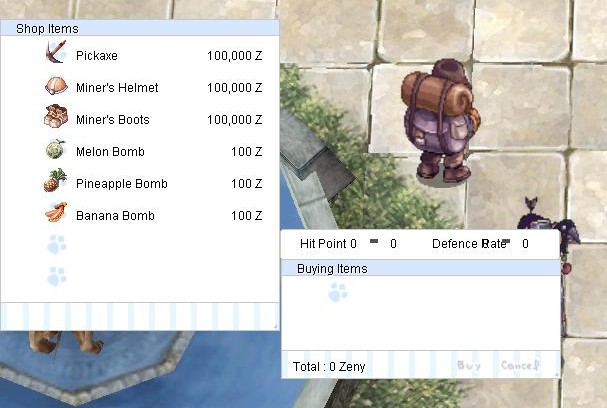 Shop Items
Pickaxe 100,000 Z
Miner's Helmet 100,000 Z
Miner's Boots 100,000 Z
Melon Bomb 100 Z
Pineapple Bomb 100 Z
Banana Bomb 100 Z
Hit Point 0 0 Defence Rate 0
Buying Items
Total : 0 Zeny Buy Cancel